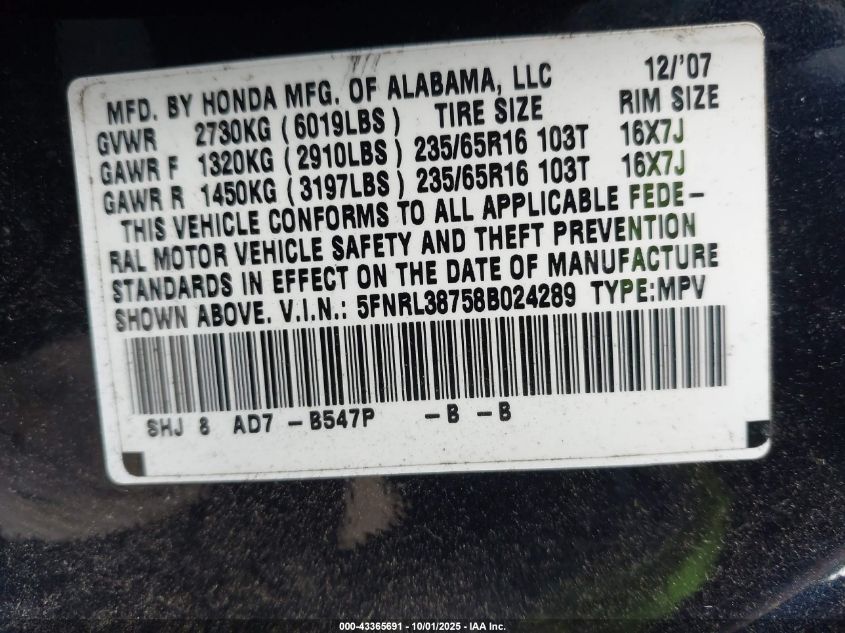 MFD. BY HONDA MFG. OF ALABAMA, LLC 12/'07
GVWR 2730KG (6019LBS) TIRE SIZE RIM SIZE
GAWR F 1320KG (2910LBS) 235/65R16 103T 16X7J
GAWR R 1450KG (3197LBS) 235/65R16 103T 16X7J
THIS VEHICLE CONFORMS TO ALL APPLICABLE FEDE-
RAL MOTOR VEHICLE SAFETY AND THEFT PREVENTION
STANDARDS IN EFFECT ON THE DATE OF MANUFACTURE
SHOWN ABOVE. V.I.N.: 5FNRL38758B024289 TYPE:MPV
SHJ 8 AD7 -B547P -B -B
000-43365691 - 10/01/2025 - IAA Inc.